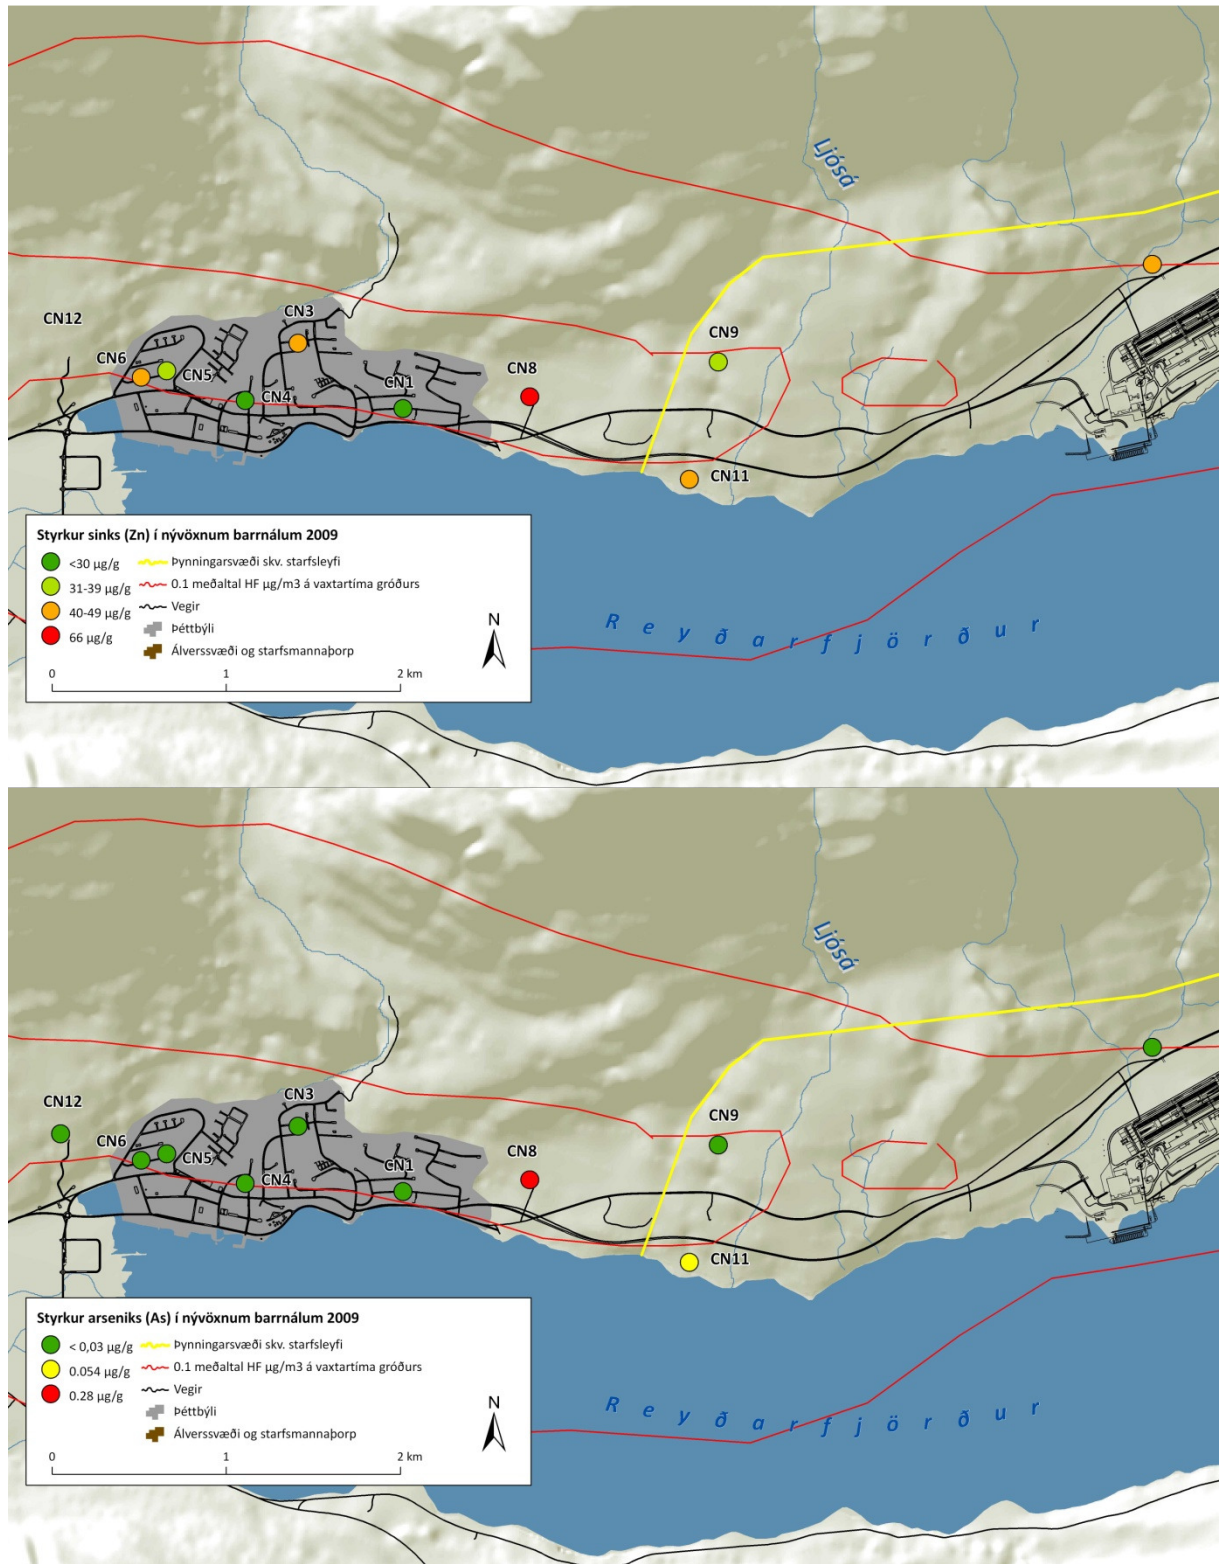 Ljósá
CN12
CN3
CN9
CN6
CN5
CN8
CN4
CN1
CN11
Styrkur sinks (Zn) í nývöxnum barrnálum 2009
<30 µg/g
31-39 µg/g
40-49 µg/g
66 µg/g
Þynningarsvæði skv. starfsleyfi
0.1 meðaltal HF µg/m3 á vaxtartíma gróðurs
Vegir
Þéttbýli
Álverssvæði og starfsmannaþorp
N
0 1 2 km
Reyðarfjörður
Ljósá
CN12
CN3
CN9
CN6
CN5
CN8
CN4
CN1
CN11
Styrkur arseniks (As) í nývöxnum barrnálum 2009
< 0,03 µg/g
0.054 µg/g
0.28 µg/g
Þynningarsvæði skv. starfsleyfi
0.1 meðaltal HF µg/m3 á vaxtartíma gróðurs
Vegir
Þéttbýli
Álverssvæði og starfsmannaþorp
N
0 1 2 km
Reyðarfjörður